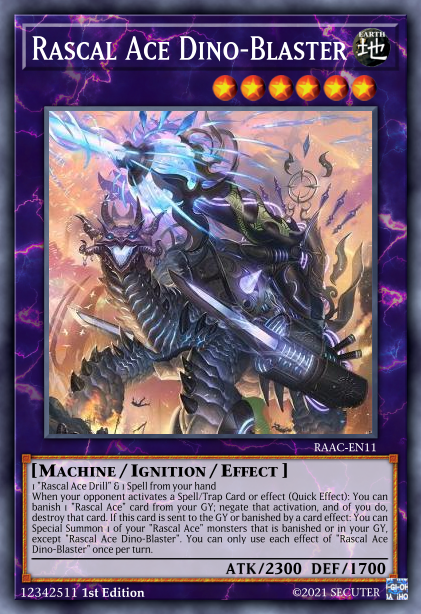 RASCAL ACE DINO-BLASTER
EARTH
地
RAAC-EN11
[MACHINE / IGNITION / EFFECT]
1 "Rascal Ace Drill" & 1 Spell from your hand
When your opponent activates a Spell/Trap Card or effect (Quick Effect): You can
banish 1 "Rascal Ace" card from your GY; negate that activation, and of you do,
destroy that card. If this card is sent to the GY or banished by a card effect: You can
Special Summon 1 of your "Rascal Ace" monsters that is banished or in your GY,
except "Rascal Ace Dino-Blaster". You can only use each effect of "Rascal Ace
Dino-Blaster" once per turn.
ATK/2300 DEF/1700
12342511 1st Edition
©2021 SECUTER